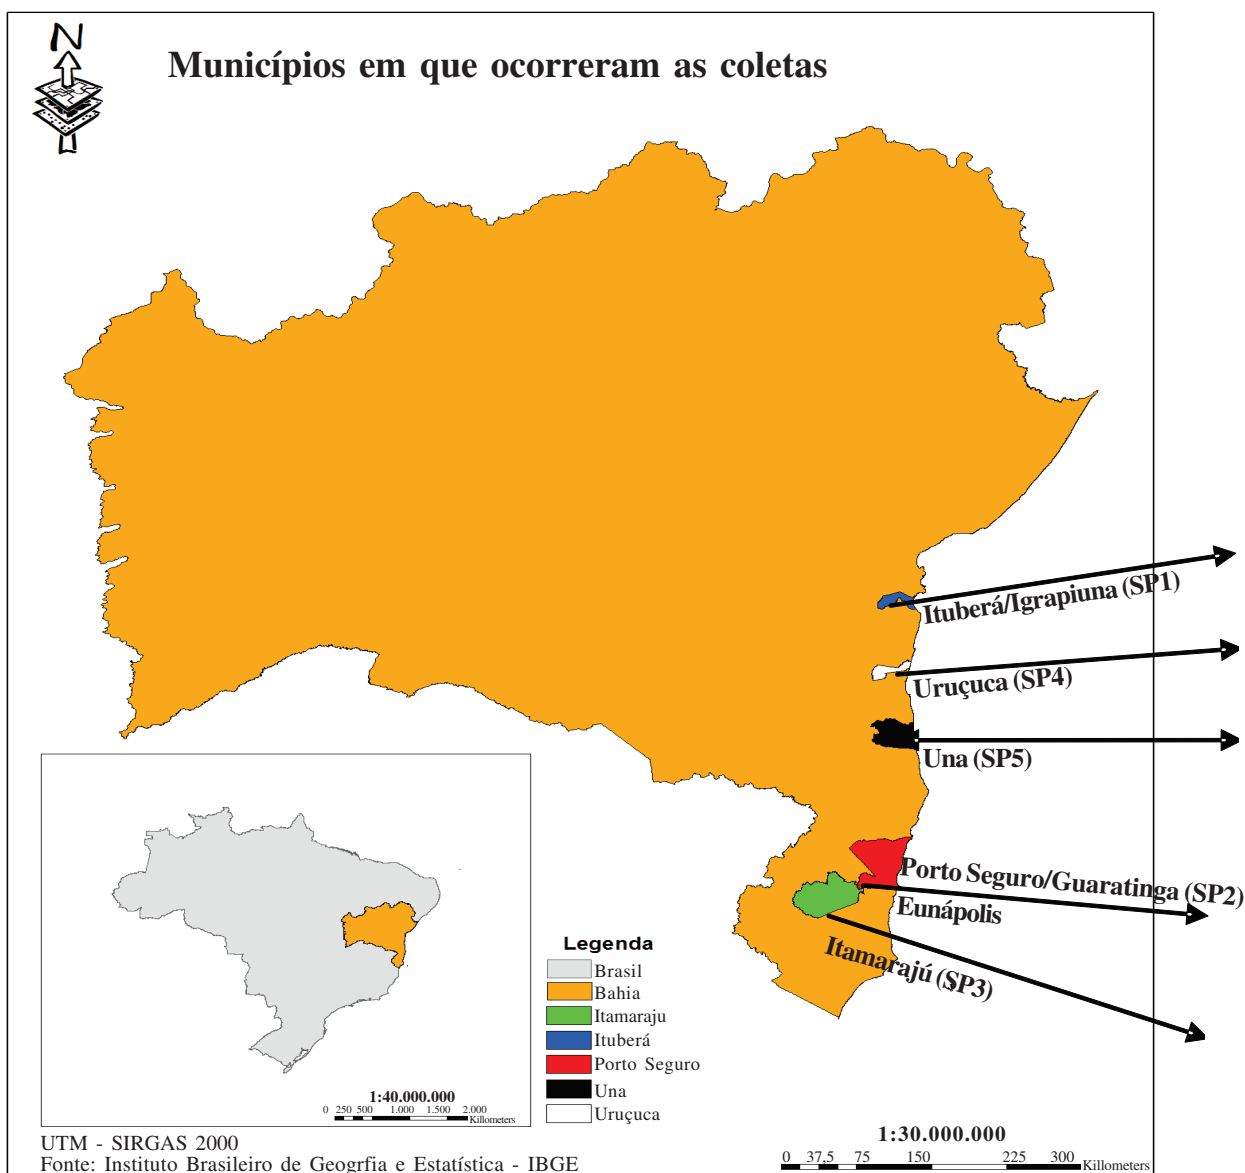 N
Municípios em que ocorreram as coletas
Ituberá/Igrapiuna (SP1)
Uruçuca (SP4)
Una (SP5)
Porto Seguro/Guaratinga (SP2)
Eunápolis
Itamarajú (SP3)
Legenda
Brasil
Bahia
Itamaraju
Ituberá
Porto Seguro
Una
Uruçuca
1:40.000.000
0 250 500 1.000 1.500 2.000
Killometers
1:30.000.000
0 37,5 75 150 225 300
Killometers
UTM - SIRGAS 2000
Fonte: Instituto Brasileiro de Geogrfia e Estatística - IBGE